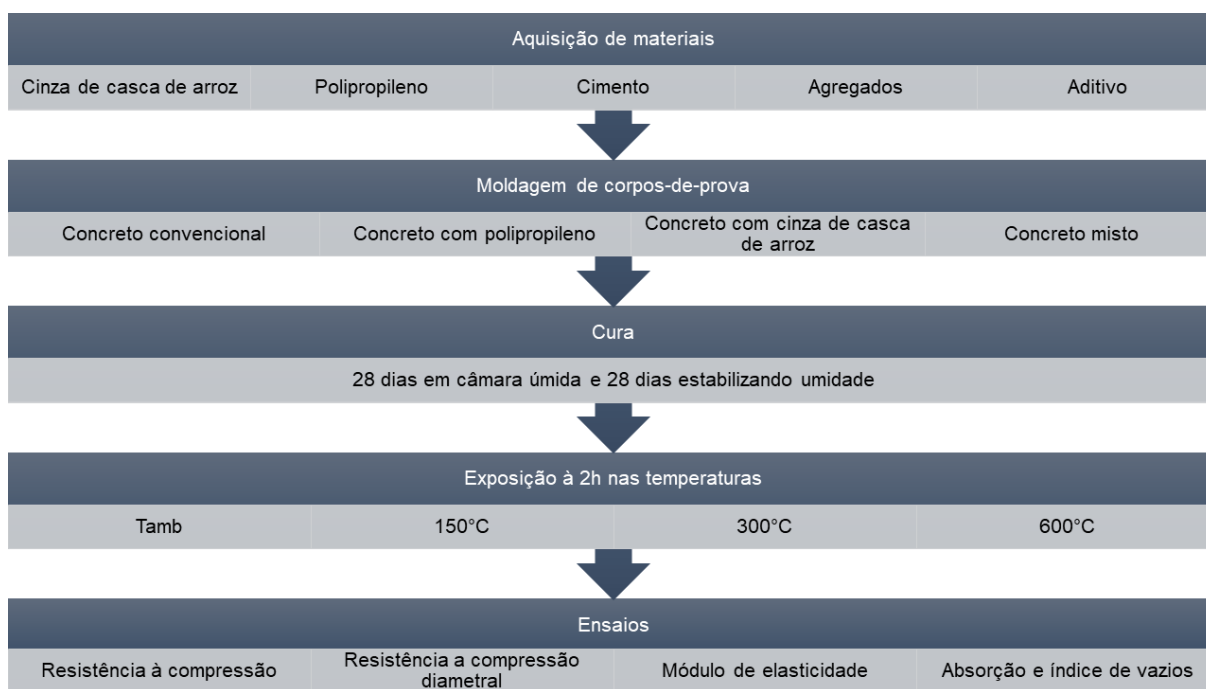 Aquisição de materiais
Cinza de casca de arroz
Polipropileno
Cimento
Agregados
Aditivo
Moldagem de corpos-de-prova
Concreto convencional
Concreto com polipropileno
Concreto com cinza de casca
de arroz
Concreto misto
Cura
28 dias em câmara úmida e 28 dias estabilizando umidade
Exposição à 2h nas temperaturas
Tamb
150°C
300°C
600°C
Ensaios
Resistência à compressão
Resistência a compressão
diametral
Módulo de elasticidade
Absorção e índice de vazios